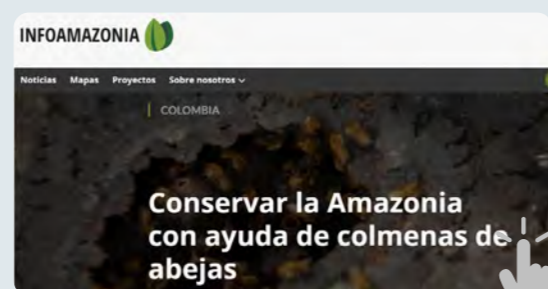 INFOAMAZONIA
Noticias Mapas Proyectos Sobre nosotros
COLOMBIA
Conservar la Amazonia
con ayuda de colmenas de
abejas